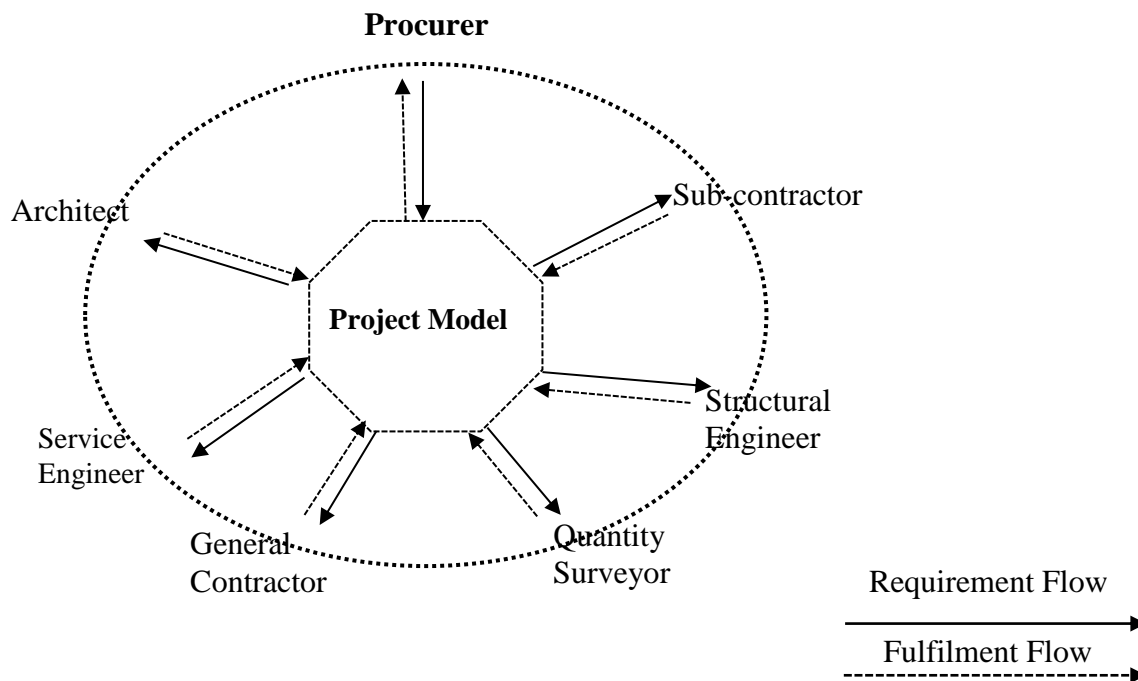 Procurer
Architect
Sub-contractor
Project Model
Structural
Engineer
Service
Engineer
General
Contractor
Quantity
Surveyor
Requirement Flow
Fulfilment Flow